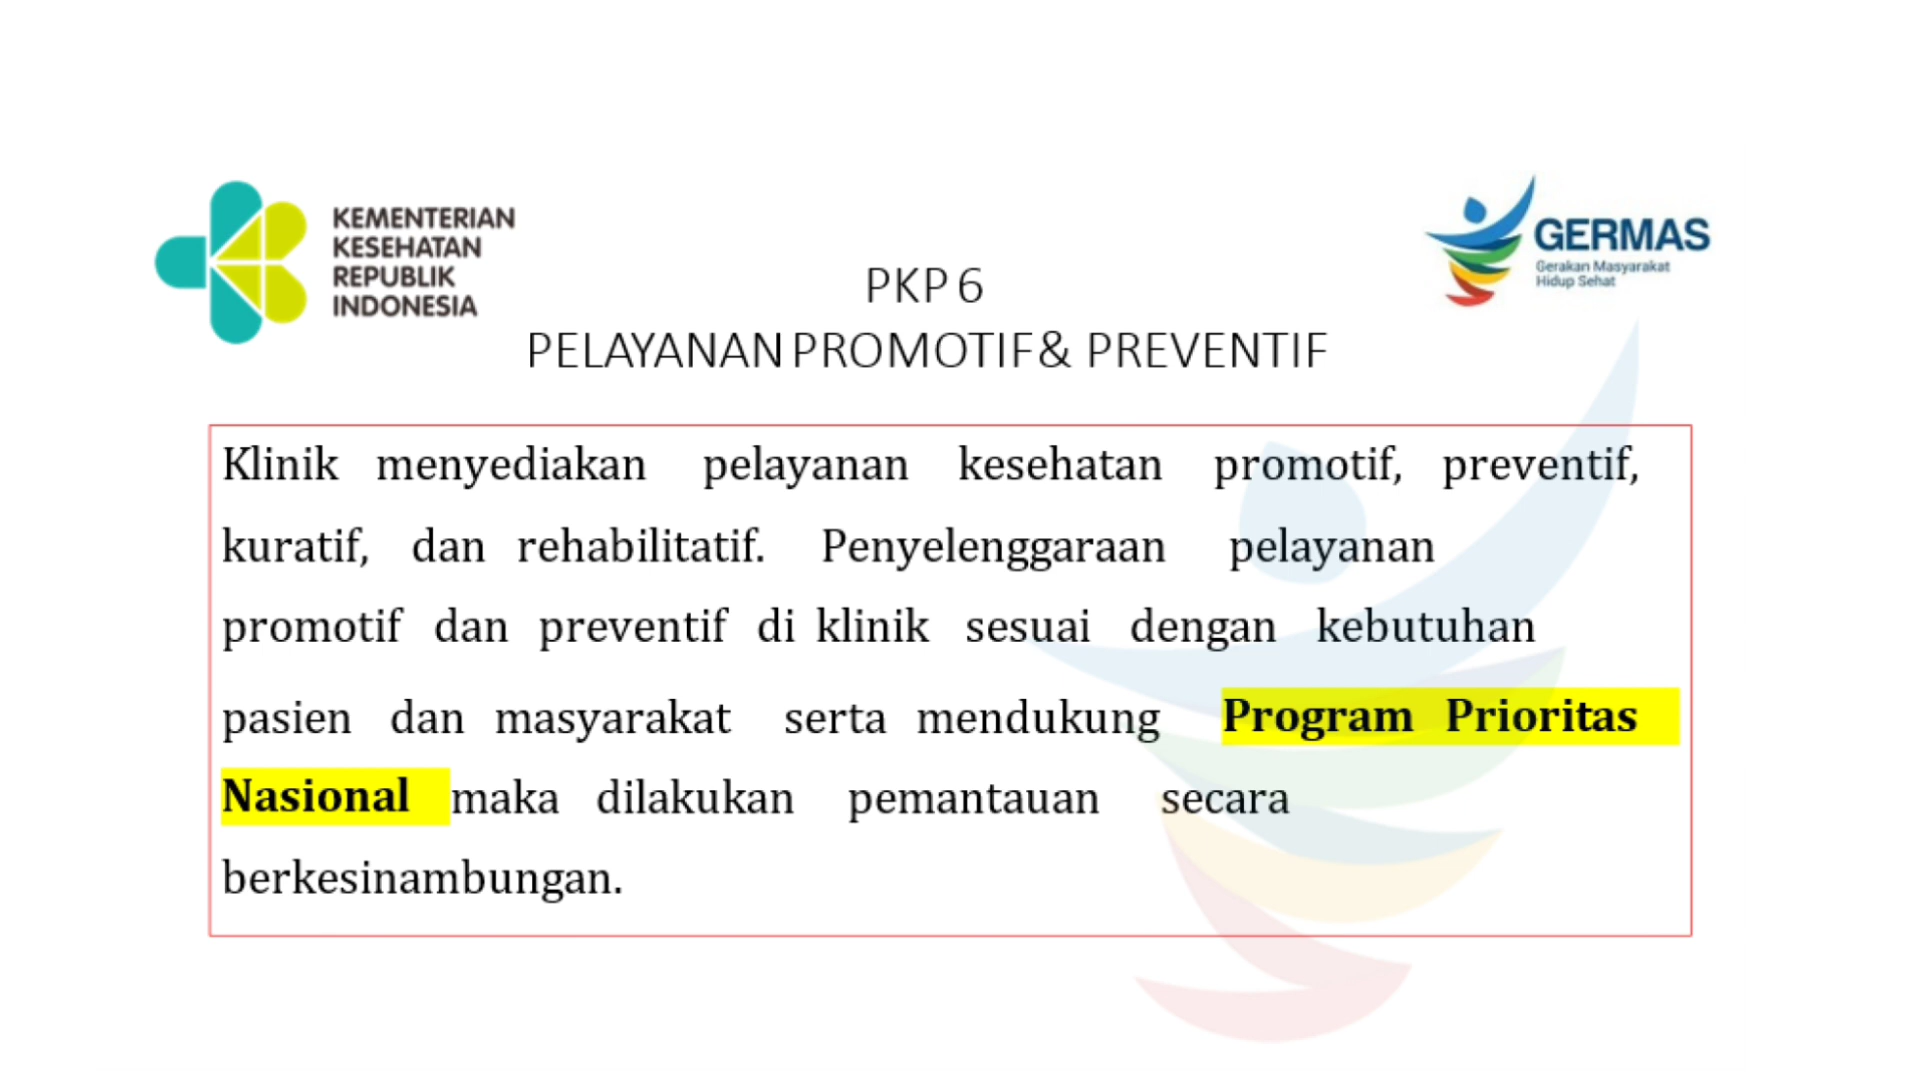 KEMENTERIAN
KESEHATAN
REPUBLIK
INDONESIA
GERMAS
Gerakan Masyarakat
Hidup Sehat
PKP 6
PELAYANAN PROMOTIF & PREVENTIF
Klinik menyediakan pelayanan kesehatan promotif, preventif,
kuratif, dan rehabilitatif. Penyelenggaraan pelayanan
promotif dan preventif di klinik sesuai dengan kebutuhan
pasien dan masyarakat serta mendukung Program Prioritas
Nasional maka dilakukan pemantauan secara
berkesinambungan.